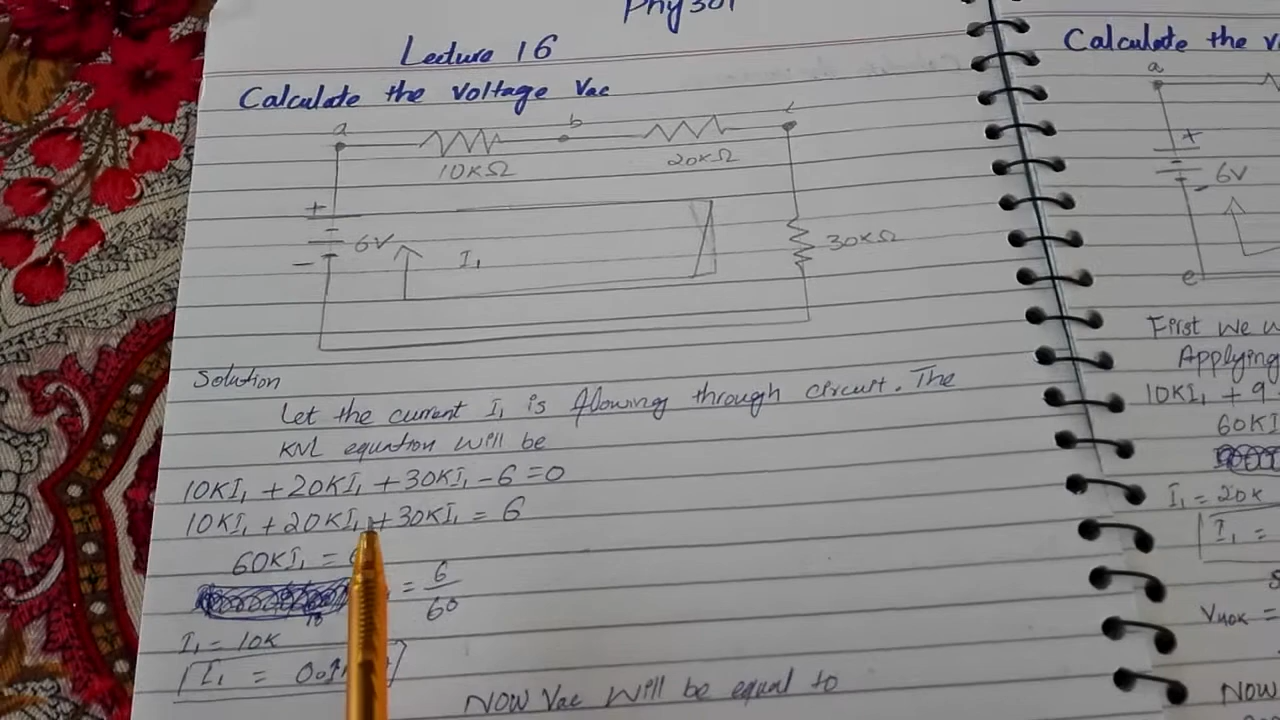 Phy301
Lecture 16
Calculate the voltage Vac
a
b
10KΩ
20KΩ
+
6V
-
I₁
30KΩ
Solution
Let the current I₁ is flowing through circuit. The
KVL equation will be
10KI₁ + 20KI₁ + 30KI₁ - 6 = 0
10KI₁ + 20KI₁ + 30KI₁ = 6
60KI₁ =
= 6/60
I₁ = 10K
I₁ =
NOW Vac will be equal to
Calculate the
a
+
6V
-
e
First we
Applying
10KI₁ + 9
60KI
I₁ = 20K
I₁ =
V40K =
NOW